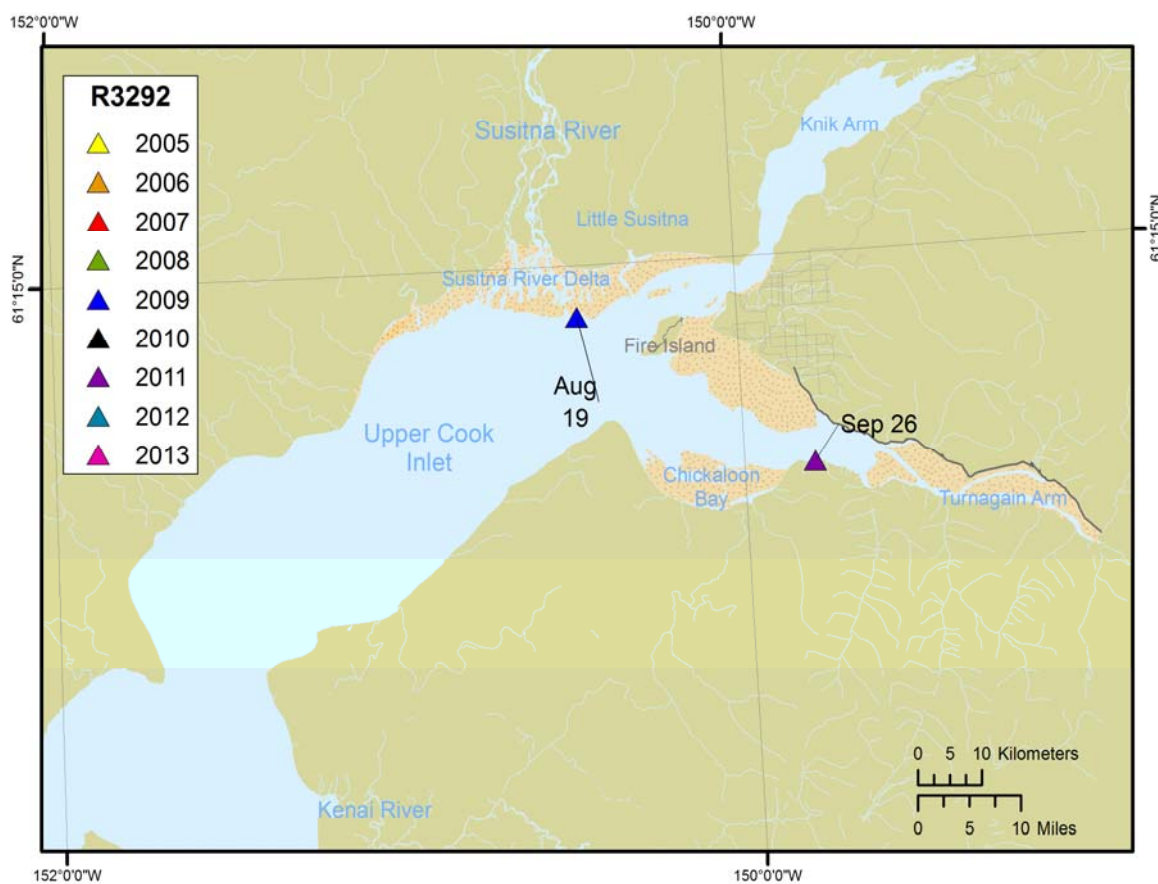 152°0'0"W
150°0'0"W
R3292
2005
2006
2007
2008
2009
2010
2011
2012
2013
Susitna River
Knik Arm
Little Susitna
61°15'0"N
61°15'0"N
Susitna River Delta
Fire Island
Aug
19
Upper Cook
Inlet
Sep 26
Chickaloon
Bay
Turnagain Arm
Kenai River
0 5 10 Kilometers
0 5 10 Miles
152°0'0"W
150°0'0"W